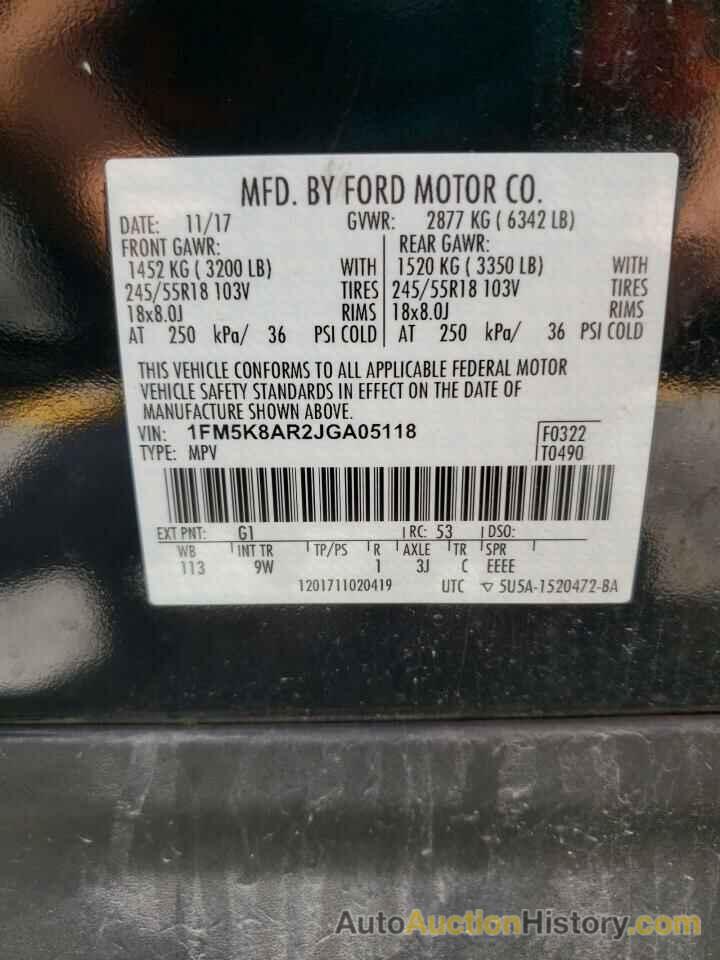 MFD. BY FORD MOTOR CO.
DATE: 11/17 GVWR: 2877 KG ( 6342 LB)
FRONT GAWR: REAR GAWR:
1452 KG ( 3200 LB) WITH 1520 KG ( 3350 LB) WITH
245/55R18 103V TIRES 245/55R18 103V TIRES
18x8.0J RIMS 18x8.0J RIMS
AT 250 kPa/ 36 PSI COLD AT 250 kPa/ 36 PSI COLD
THIS VEHICLE CONFORMS TO ALL APPLICABLE FEDERAL MOTOR
VEHICLE SAFETY STANDARDS IN EFFECT ON THE DATE OF
MANUFACTURE SHOWN ABOVE.
VIN: 1FM5K8AR2JGA05118 F0322
TYPE: MPV T0490
EXT PNT: G1 RC: 53 DSO:
WB INT TR TP/PS R AXLE TR SPR
113 9W 1 3J C EEEE
1201711020419 UTC ▽ 5U5A-1520472-BA
AutoAuctionHistory.com